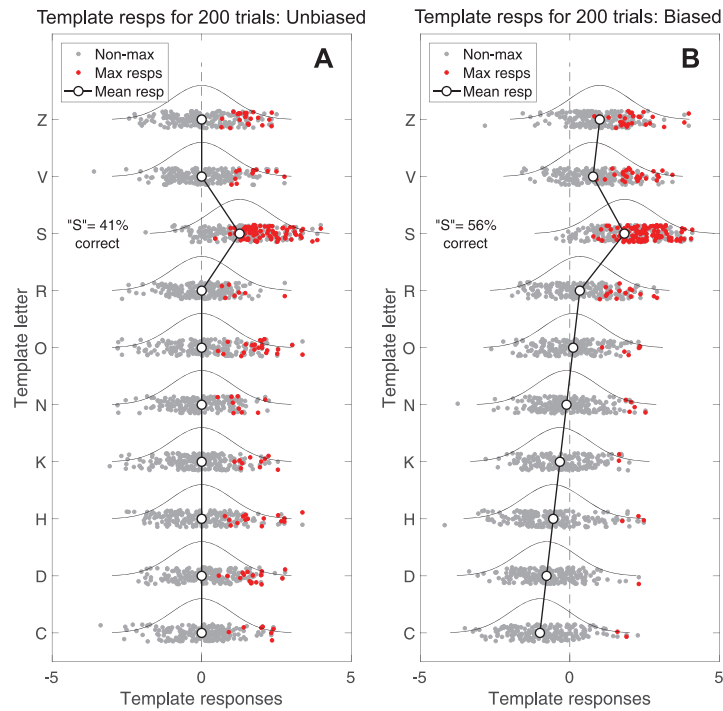 Template resps for 200 trials: Unbiased
Non-max
Max resps
Mean resp
A
Template letter
Z
V
S
R
O
N
K
H
D
C
"S"= 41%
correct
-5
0
5
Template responses
Template resps for 200 trials: Biased
Non-max
Max resps
Mean resp
B
Template letter
Z
V
S
R
O
N
K
H
D
C
"S"= 56%
correct
-5
0
5
Template responses